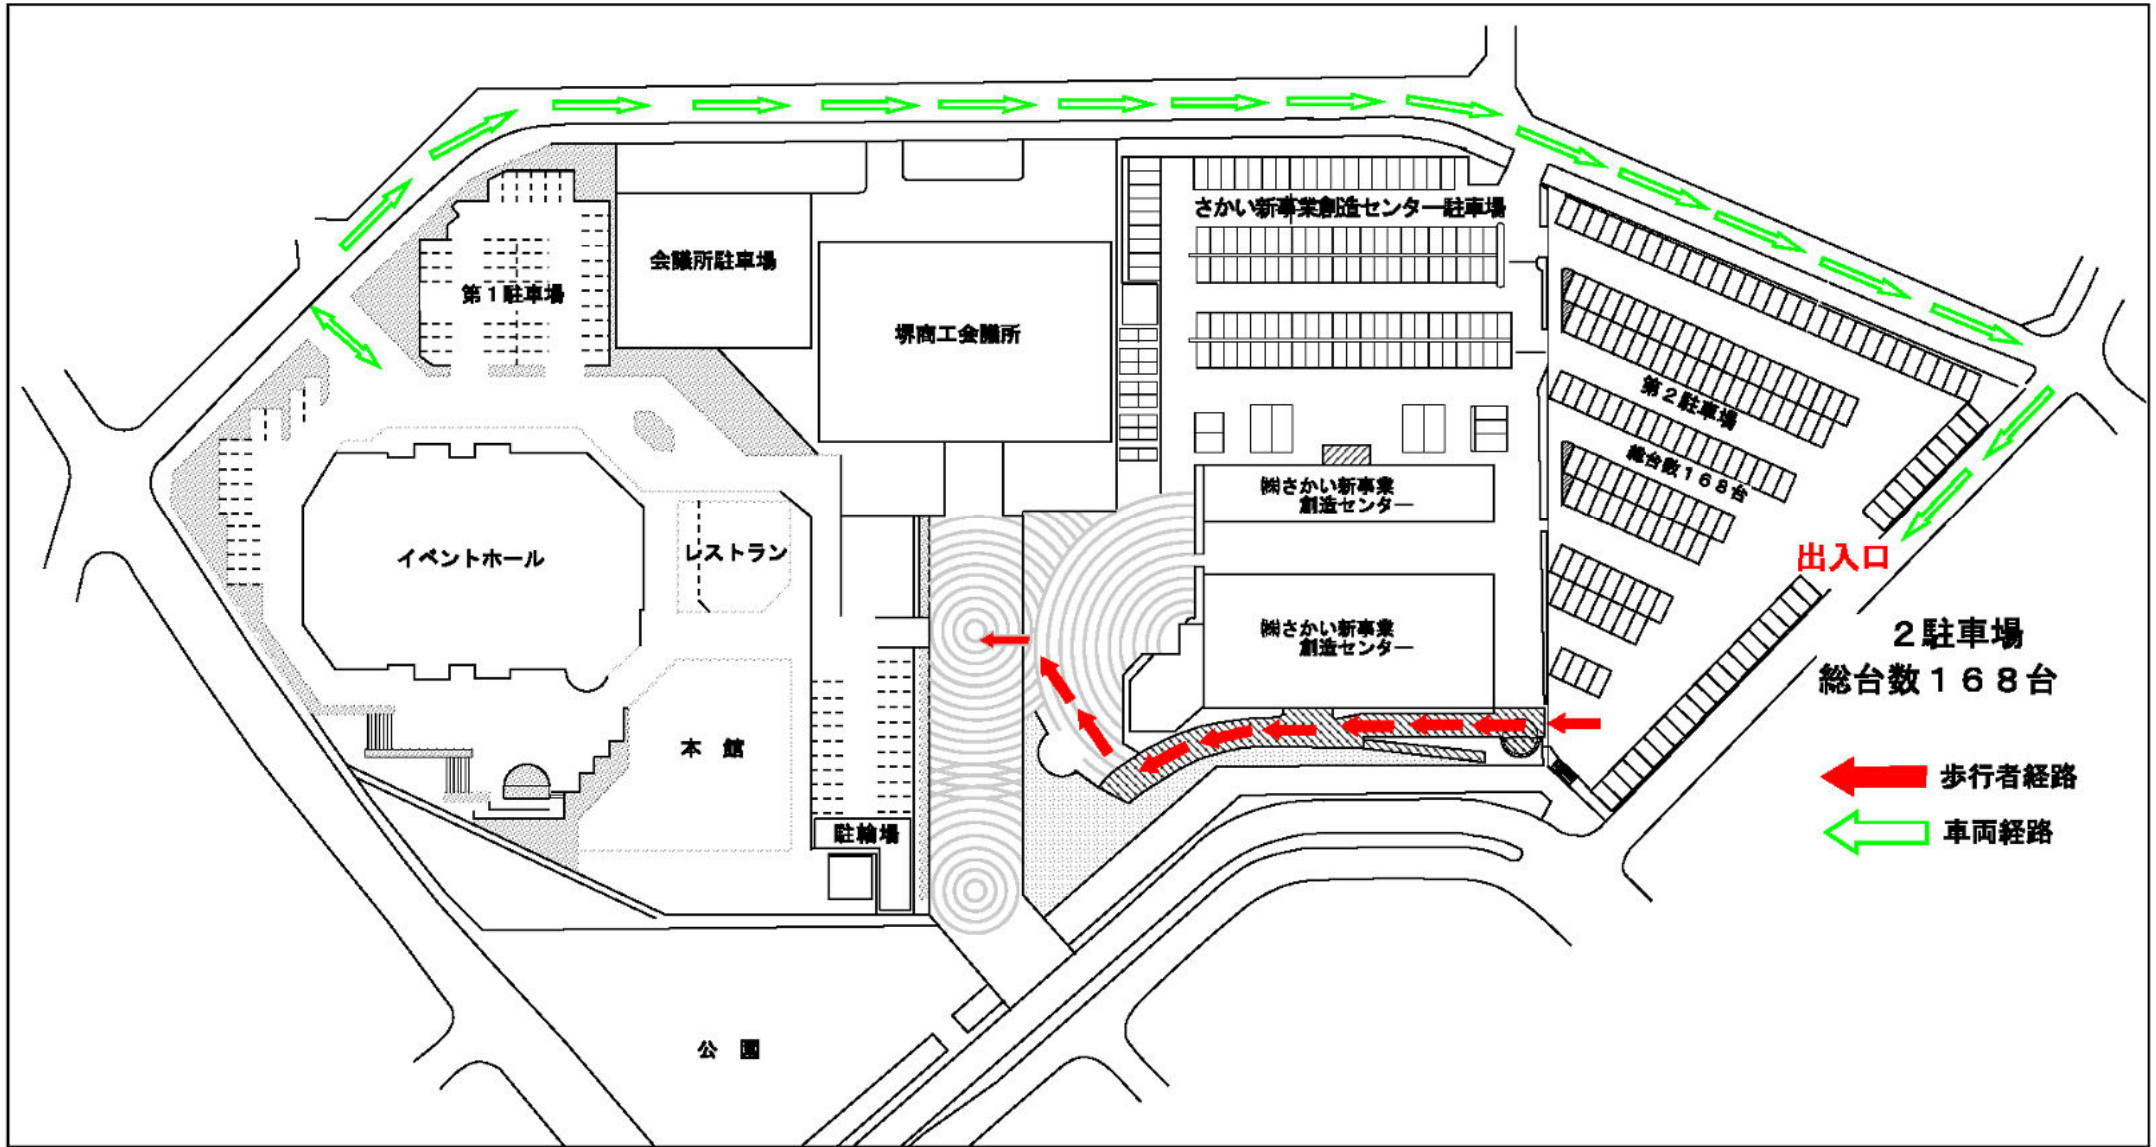 さかい新事業創造センター駐車場
会議所駐車場
第１駐車場
堺商工会議所
第２駐車場
総台数１６８台
㈱さかい新事業
創造センター
イベントホール
レストラン
出入口
㈱さかい新事業
創造センター
２駐車場
総台数１６８台
本 館
歩行者経路
駐輪場
車両経路
公 園